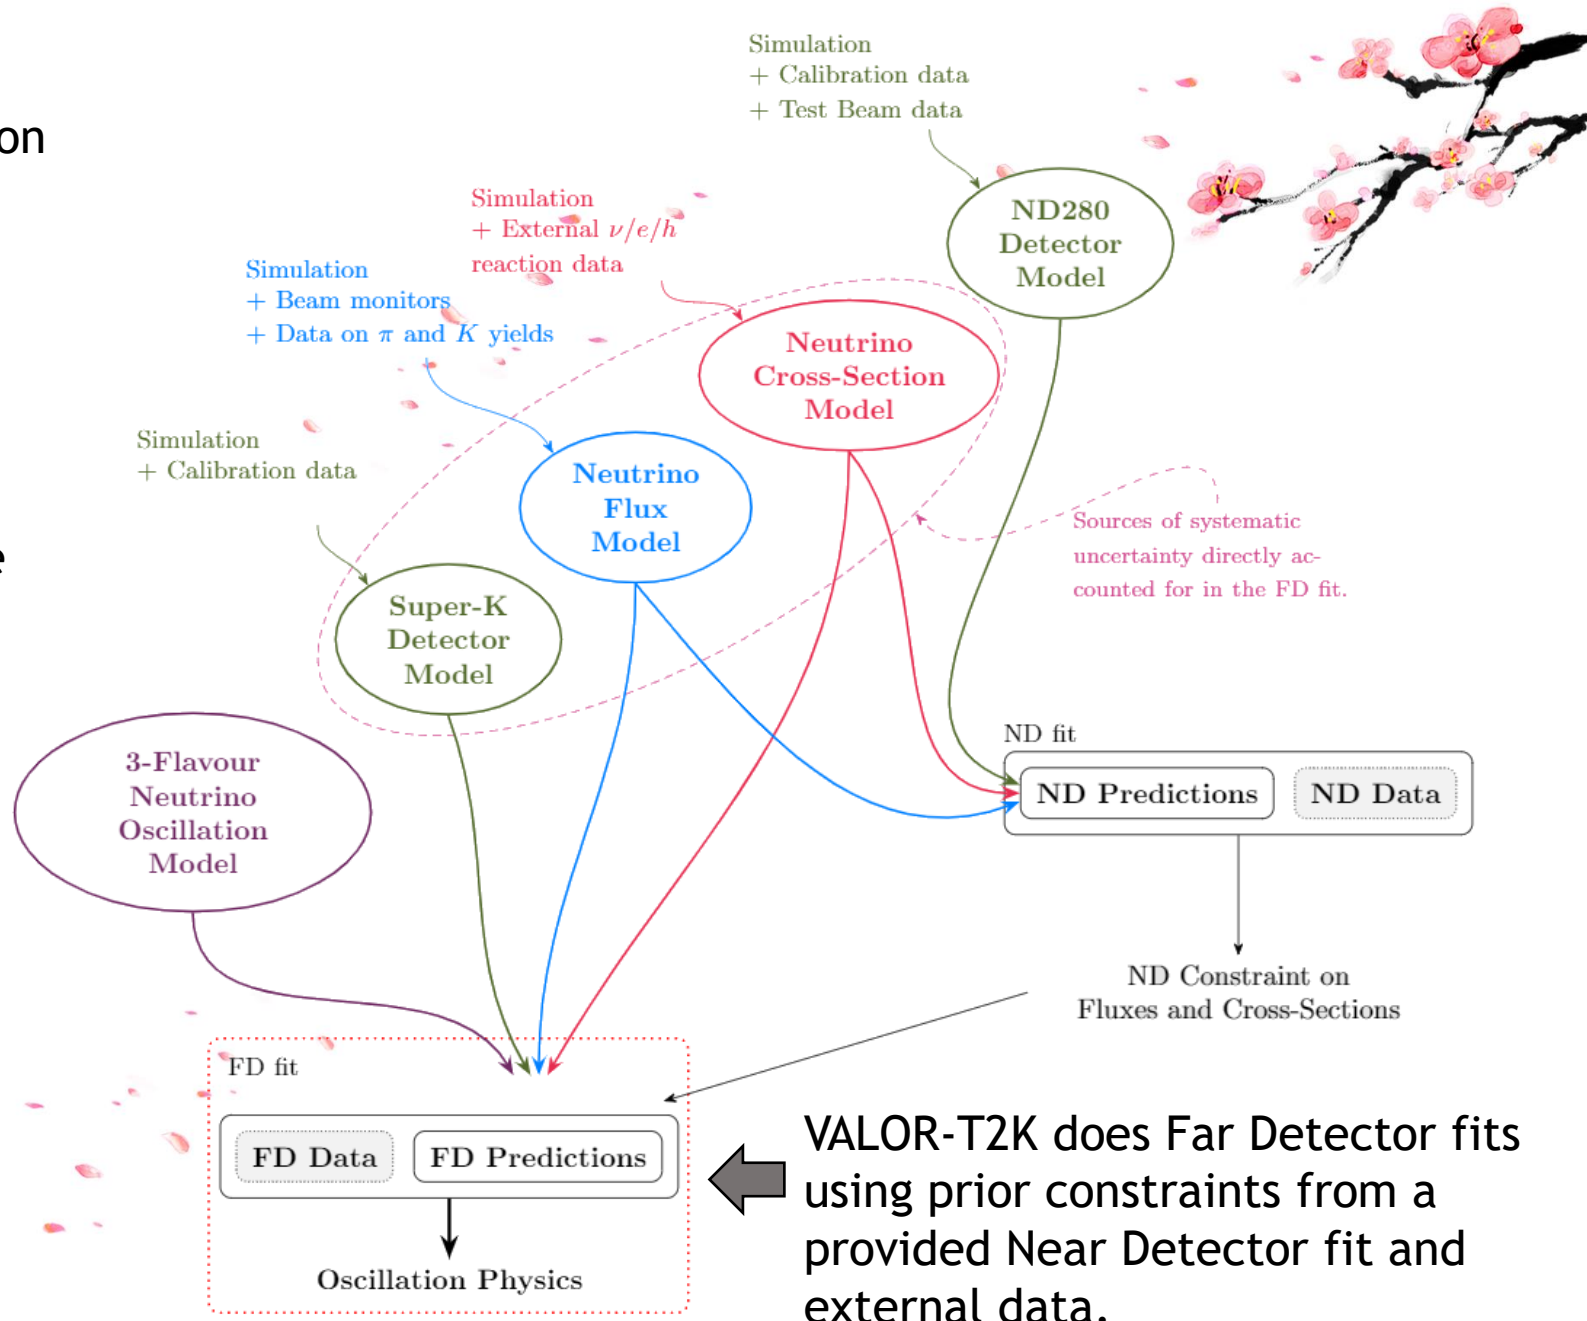 on
e
Simulation
+ Calibration data
+ Test Beam data
ND280
Detector
Model
Simulation
+ External ν/e/h
reaction data
Neutrino
Cross-Section
Model
Simulation
+ Beam monitors
+ Data on π and K yields
Neutrino
Flux
Model
Simulation
+ Calibration data
Super-K
Detector
Model
Sources of systematic
uncertainty directly ac-
counted for in the FD fit.
3-Flavour
Neutrino
Oscillation
Model
ND fit
ND Predictions
ND Data
ND Constraint on
Fluxes and Cross-Sections
FD fit
FD Data
FD Predictions
Oscillation Physics
VALOR-T2K does Far Detector fits
using prior constraints from a
provided Near Detector fit and
external data.